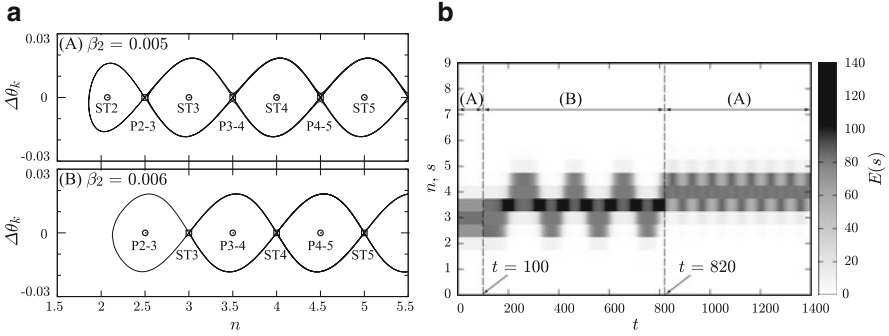 a
b
(A) β₂ = 0.005
0.03
0
-0.03
Δθₖ
ST2
ST3
ST4
ST5
P2-3
P3-4
P4-5
(B) β₂ = 0.006
0.03
0
-0.03
Δθₖ
P2-3
P3-4
P4-5
ST3
ST4
ST5
1.5
2
2.5
3
3.5
4
4.5
5
5.5
n
9
8
7
6
5
4
3
2
1
0
n, s
(A)
(B)
(A)
t = 100
t = 820
0
200
400
600
800
1000
1200
1400
t
140
120
100
80
60
40
20
0
E(s)